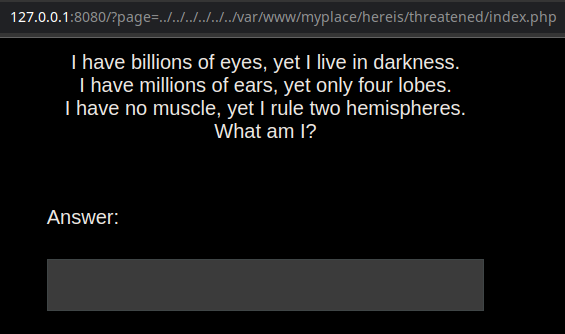 127.0.0.1:8080/?page=../../../../../../var/www/myplace/hereis/threatened/index.php
I have billions of eyes, yet I live in darkness.
I have millions of ears, yet only four lobes.
I have no muscle, yet I rule two hemispheres.
What am I?
Answer: